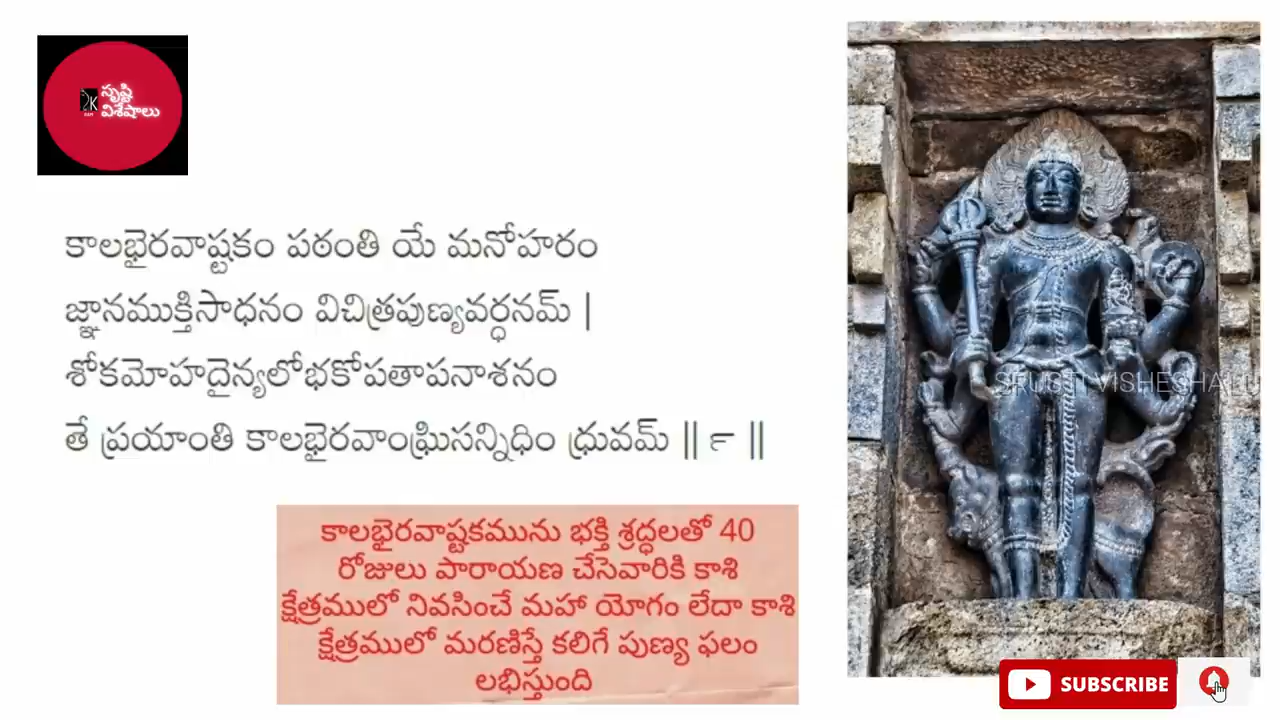 సృష్టి
విశేషాలు
కాలభైరవాష్టకం పఠంతి యే మనోహరం
జ్ఞానముక్తిసాధనం విచిత్రపుణ్యవర్ధనమ్ |
శోకమోహదైన్యలోభకోపతాపనాశనం
తే ప్రయాంతి కాలభైరవాంఘ్రిసన్నిధిం ధ్రువమ్ || ౯ ||
SRUSTI VISHESHALU
కాలభైరవాష్టకమును భక్తి శ్రద్ధలతో 40
రోజులు పారాయణ చేసెవారికి కాశి
క్షేత్రములో నివసించే మహా యోగం లేదా కాశి
క్షేత్రములో మరణిస్తే కలిగే పుణ్య ఫలం
లభిస్తుంది
SUBSCRIBE